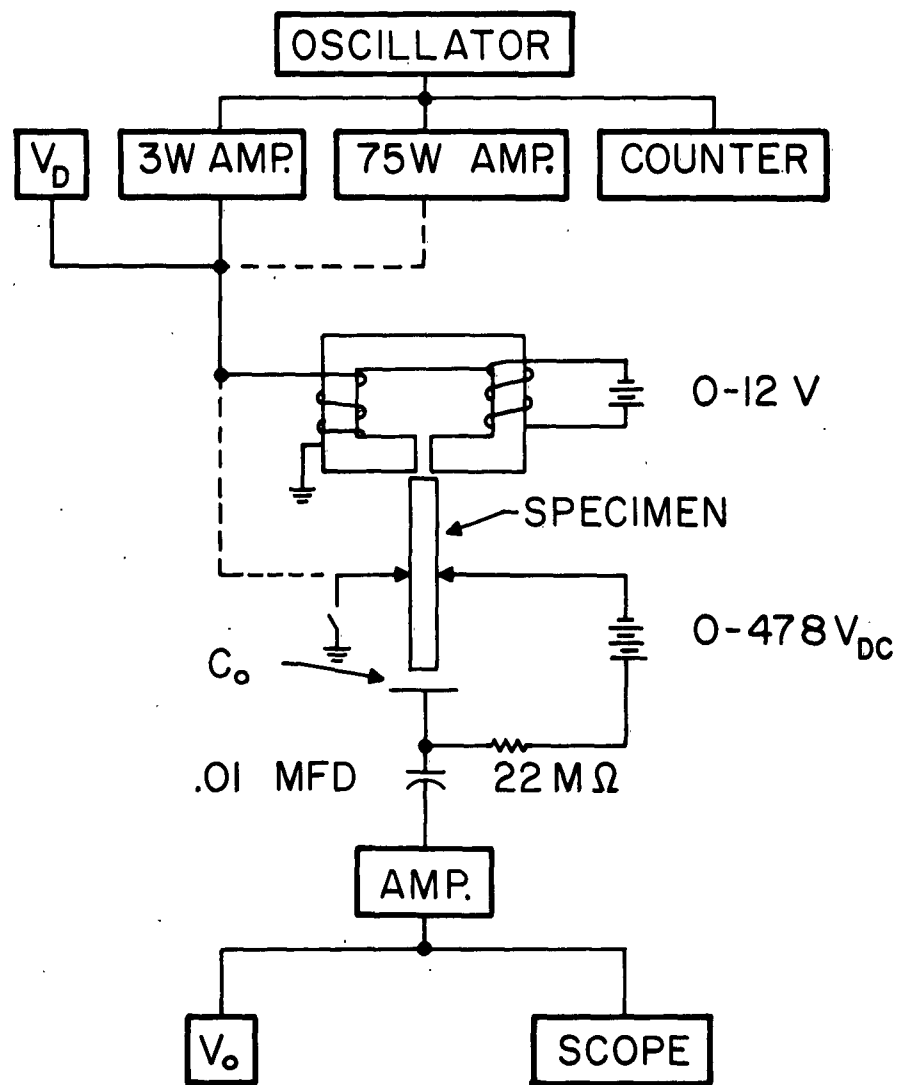 OSCILLATOR
V_D
3W AMP.
75W AMP.
COUNTER
0-12 V
SPECIMEN
0-478 V_DC
C_o
.01 MFD
22 M Ω
AMP.
V_o
SCOPE